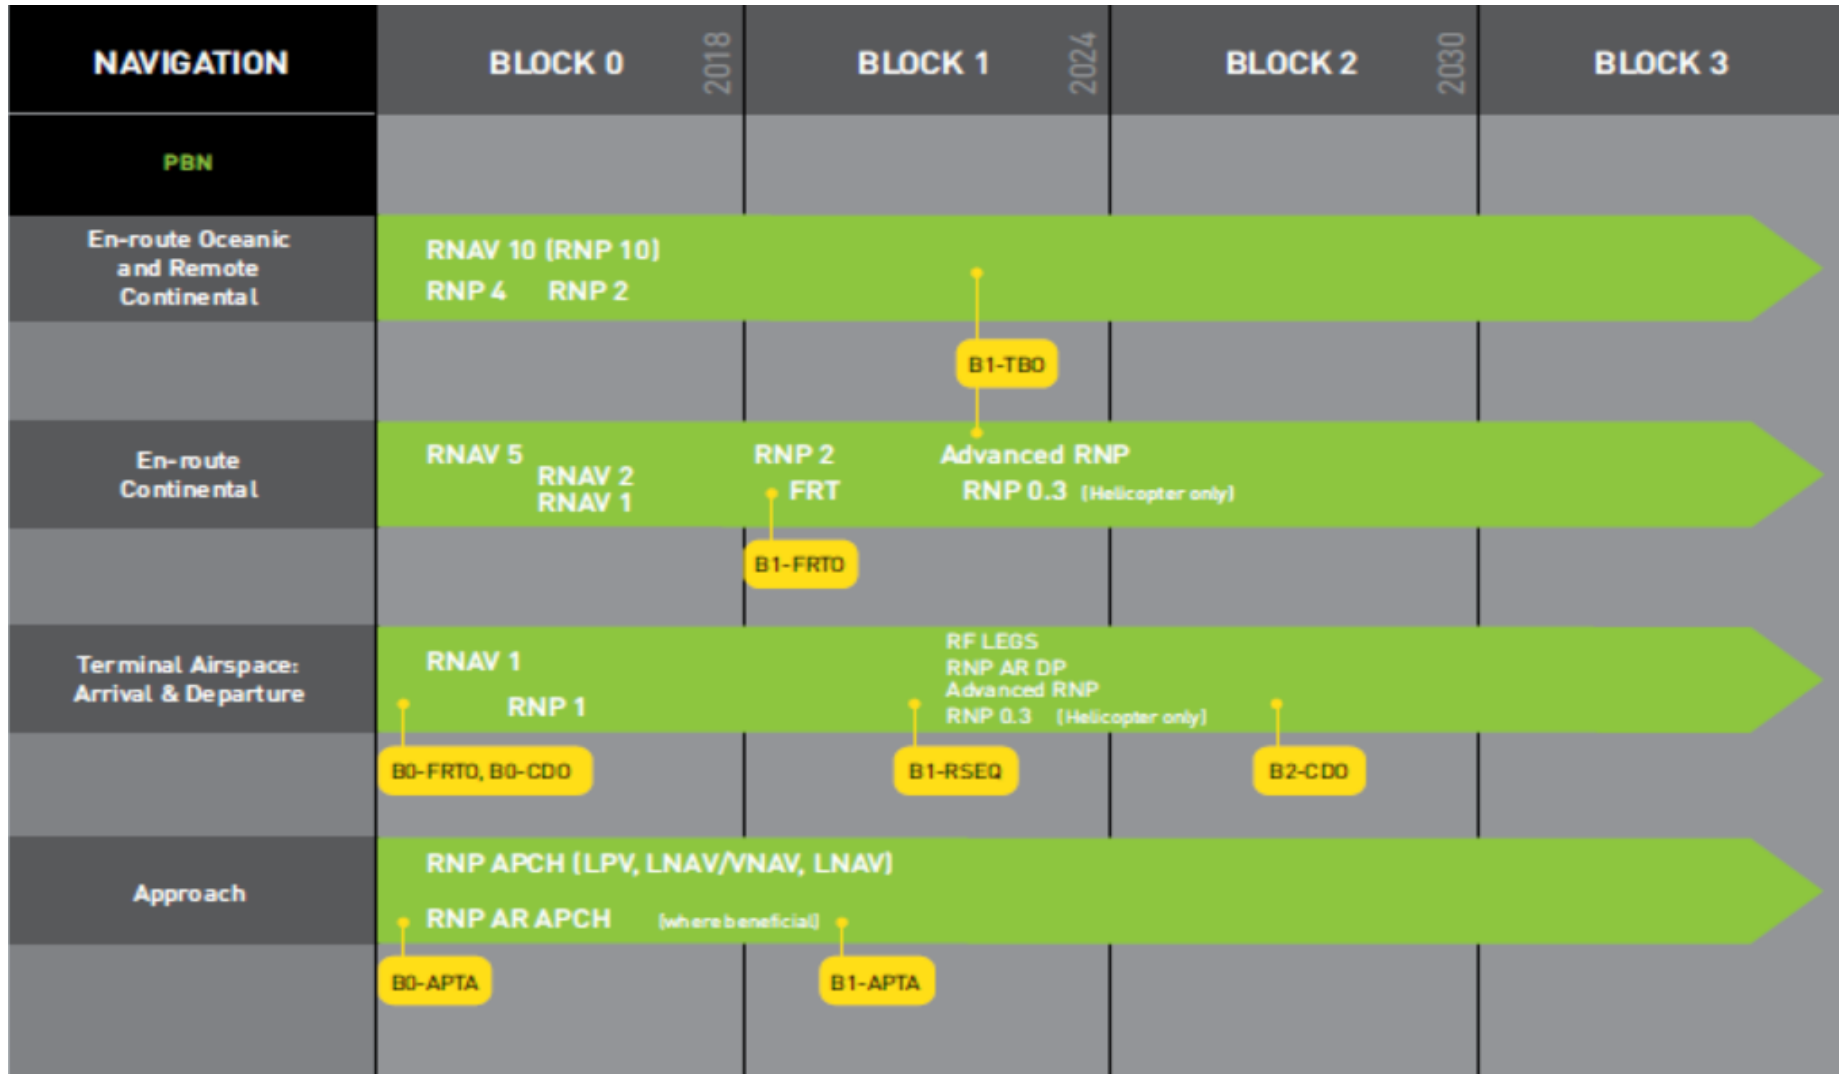 NAVIGATION
BLOCK 0
2018
BLOCK 1
2024
BLOCK 2
2030
BLOCK 3
PBN
En-route Oceanic
and Remote
Continental
RNAV 10 (RNP 10)
RNP 4 RNP 2
B1-TBO
En-route
Continental
RNAV 5
RNAV 2
RNAV 1
RNP 2
FRT
Advanced RNP
RNP 0.3 (Helicopter only)
B1-FRTO
Terminal Airspace:
Arrival & Departure
RNAV 1
RNP 1
RF LEGS
RNP AR DP
Advanced RNP
RNP 0.3 (Helicopter only)
B0-FRTO, B0-CDO
B1-RSEQ
B2-CDO
Approach
RNP APCH (LPV, LNAV/VNAV, LNAV)
RNP AR APCH (where beneficial)
B0-APTA
B1-APTA